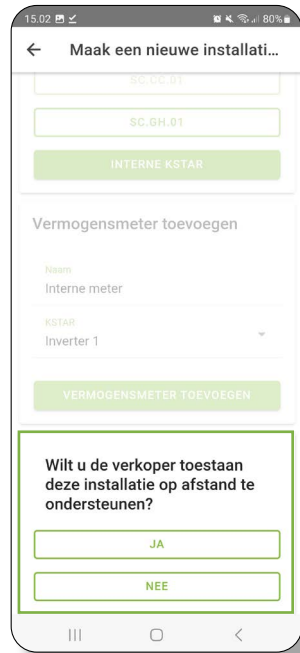 15.02
80%
Maak een nieuwe installati...
SC.CC.01
SC.GH.01
INTERNE KSTAR
Vermogensmeter toevoegen
Naam
Interne meter
KSTAR
Inverter 1
VERMOGENSMETER TOEVOEGEN
Wilt u de verkoper toestaan
deze installatie op afstand te
ondersteunen?
JA
NEE